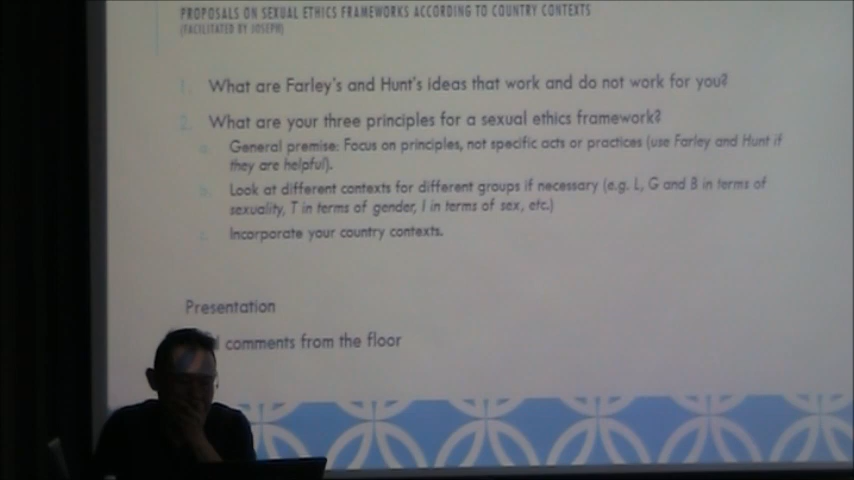 PROPOSALS ON SEXUAL ETHICS FRAMEWORKS ACCORDING TO COUNTRY CONTEXTS
(FACILITATED BY JOSEPH)
1. What are Farley's and Hunt's ideas that work and do not work for you?
2. What are your three principles for a sexual ethics framework?
a. General premise: Focus on principles, not specific acts or practices (use Farley and Hunt if
they are helpful).
b. Look at different contexts for different groups if necessary (e.g. L, G and B in terms of
sexuality, T in terms of gender, I in terms of sex, etc.)
c. Incorporate your country contexts.
Presentation
comments from the floor